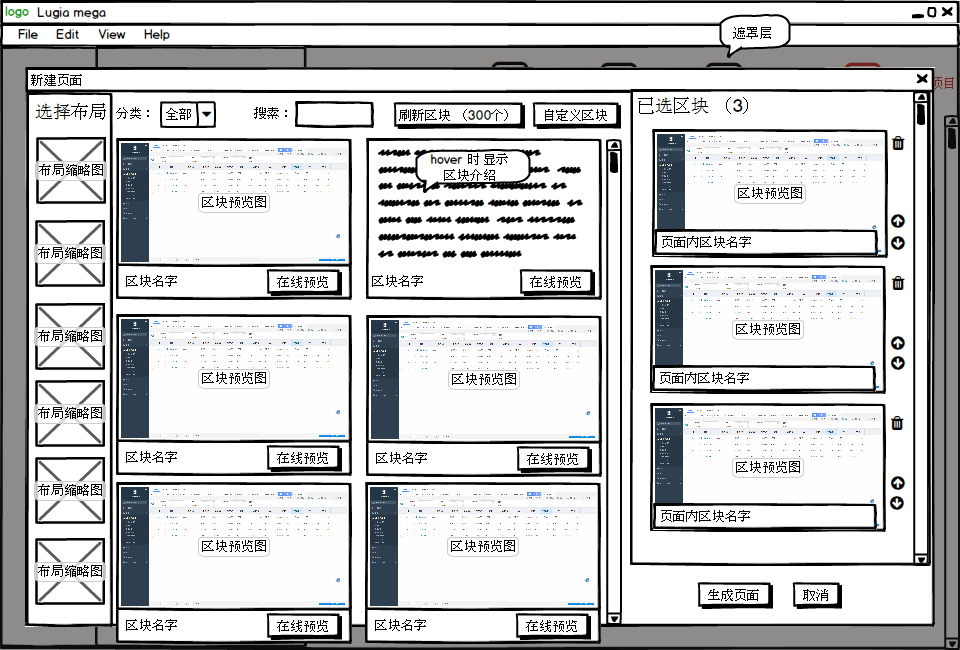 logo Lugia mega
File Edit View Help
遮罩层
项目
新建页面
选择布局
布局缩略图
布局缩略图
布局缩略图
布局缩略图
布局缩略图
布局缩略图
分类： 全部 搜索： 刷新区块 （300个） 自定义区块
区块预览图
区块名字 在线预览
hover 时显示
区块介绍
区块名字 在线预览
区块预览图
区块名字 在线预览
区块预览图
区块名字 在线预览
区块预览图
区块名字 在线预览
区块预览图
区块名字 在线预览
已选区块 （3）
区块预览图
页面内区块名字
区块预览图
页面内区块名字
区块预览图
页面内区块名字
生成页面 取消